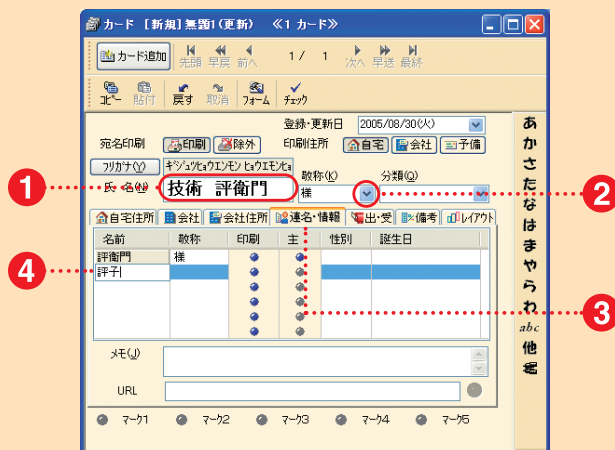 カード [新規]無題1(更新) ≪1 カード≫
カード追加 先頭 早戻 前へ 1 / 1 次へ 早送 最終
コピー 貼付 戻す 取消 フォーム チェック
登録・更新日 2005/08/30(火)
宛名印刷 印刷 除外 印刷住所 自宅 会社 予備
フリガナ(Y) ギジュツヒョウエンモン ヒョウエモン
敬称(K) 分類(Q)
1 氏 名(N) 技術 評衛門 様 2
自宅住所 会社 会社住所 連名・情報 出・受 備考 レイアウト
名前 敬称 印刷 主 性別 誕生日
評衛門 様
4 評子
3
メモ(J)
URL
マーク1 マーク2 マーク3 マーク4 マーク5
あ
か
さ
た
な
は
ま
や
ら
わ
abc
他